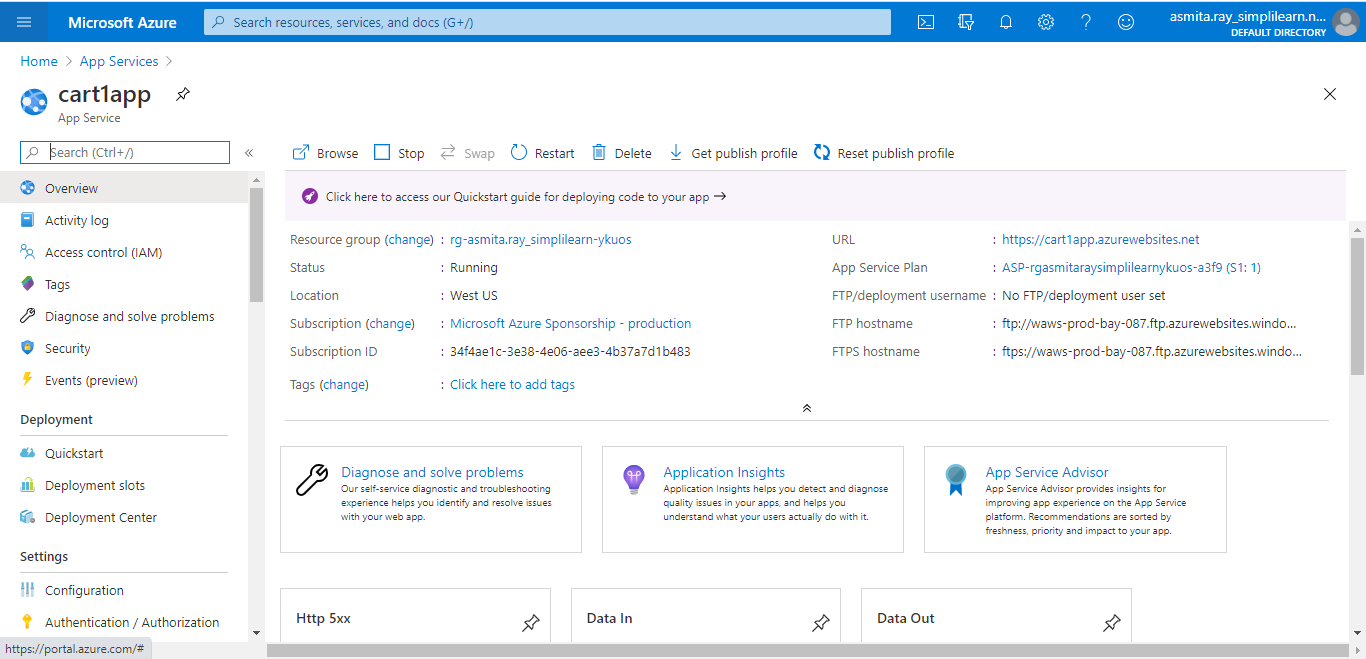 Microsoft Azure
Search resources, services, and docs (G+/)
asmita.ray_simplilearn.n...
DEFAULT DIRECTORY
Home > App Services >
cart1app
App Service
Search (Ctrl+/)
«
Browse
Stop
Swap
Restart
Delete
Get publish profile
Reset publish profile
Overview
Activity log
Access control (IAM)
Tags
Diagnose and solve problems
Security
Events (preview)
Deployment
Quickstart
Deployment slots
Deployment Center
Settings
Configuration
Authentication / Authorization
https://portal.azure.com/#
Click here to access our Quickstart guide for deploying code to your app →
Resource group (change) : rg-asmita.ray_simplilearn-ykuos
Status : Running
Location : West US
Subscription (change) : Microsoft Azure Sponsorship - production
Subscription ID : 34f4ae1c-3e38-4e06-aee3-4b37a7d1b483
Tags (change) : Click here to add tags
URL : https://cart1app.azurewebsites.net
App Service Plan : ASP-rgasmitaraysimplilearnykuos-a3f9 (S1: 1)
FTP/deployment username : No FTP/deployment user set
FTP hostname : ftp://waws-prod-bay-087.ftp.azurewebsites.windo...
FTPS hostname : ftps://waws-prod-bay-087.ftp.azurewebsites.windo...
Diagnose and solve problems
Our self-service diagnostic and troubleshooting
experience helps you identify and resolve issues
with your web app.
Application Insights
Application Insights helps you detect and diagnose
quality issues in your apps, and helps you
understand what your users actually do with it.
App Service Advisor
App Service Advisor provides insights for
improving app experience on the App Service
platform. Recommendations are sorted by
freshness, priority and impact to your app.
Http 5xx
Data In
Data Out